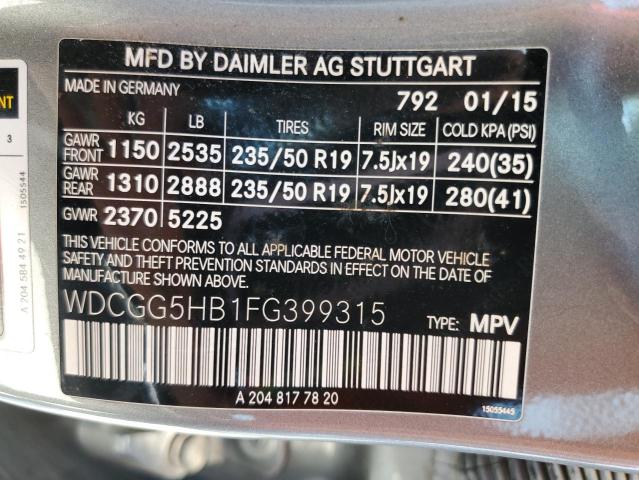 MFD BY DAIMLER AG STUTTGART
MADE IN GERMANY 792 01/15
KG LB TIRES RIM SIZE COLD KPA (PSI)
GAWR FRONT 1150 2535 235/50 R19 7.5Jx19 240(35)
GAWR REAR 1310 2888 235/50 R19 7.5Jx19 280(41)
GVWR 2370 5225
THIS VEHICLE CONFORMS TO ALL APPLICABLE FEDERAL MOTOR VEHICLE
SAFETY AND THEFT PREVENTION STANDARDS IN EFFECT ON THE DATE OF
MANUFACTURE SHOWN ABOVE.
WDCGG5HB1FG399315 TYPE: MPV
A 204 817 78 20
15055445
3
1505544
A 204 584 49 21